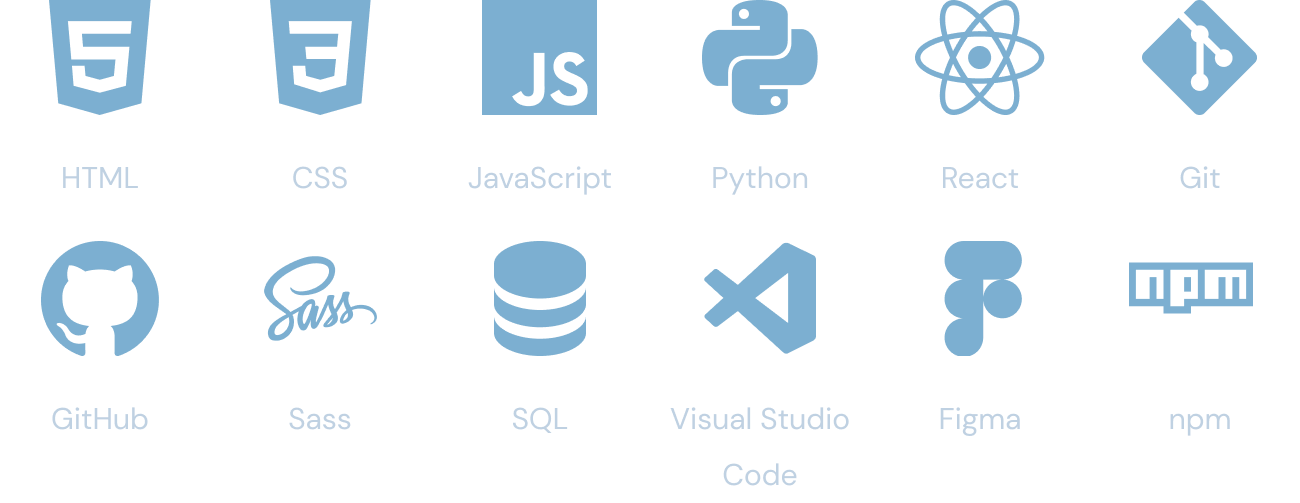 5 3 JS
HTML CSS JavaScript Python React Git
Sass npm
GitHub Sass SQL Visual Studio Figma npm
Code